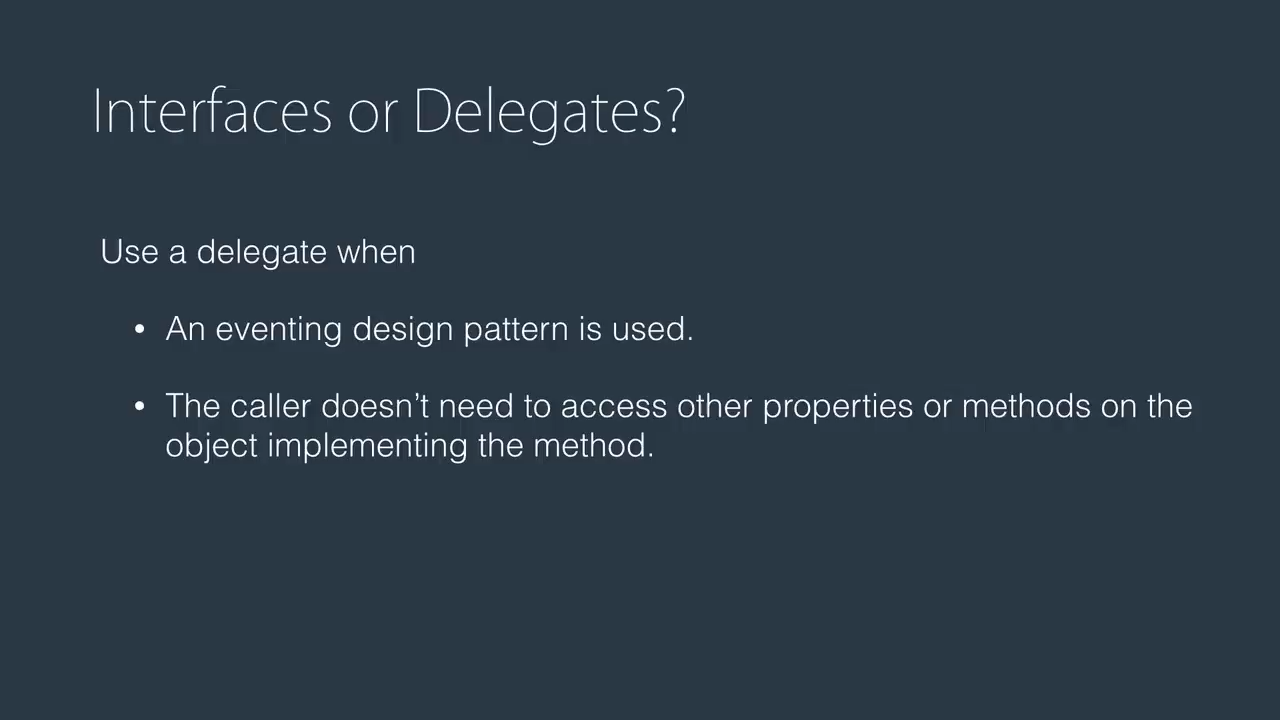 Interfaces or Delegates?
Use a delegate when
• An eventing design pattern is used.
• The caller doesn’t need to access other properties or methods on the
object implementing the method.